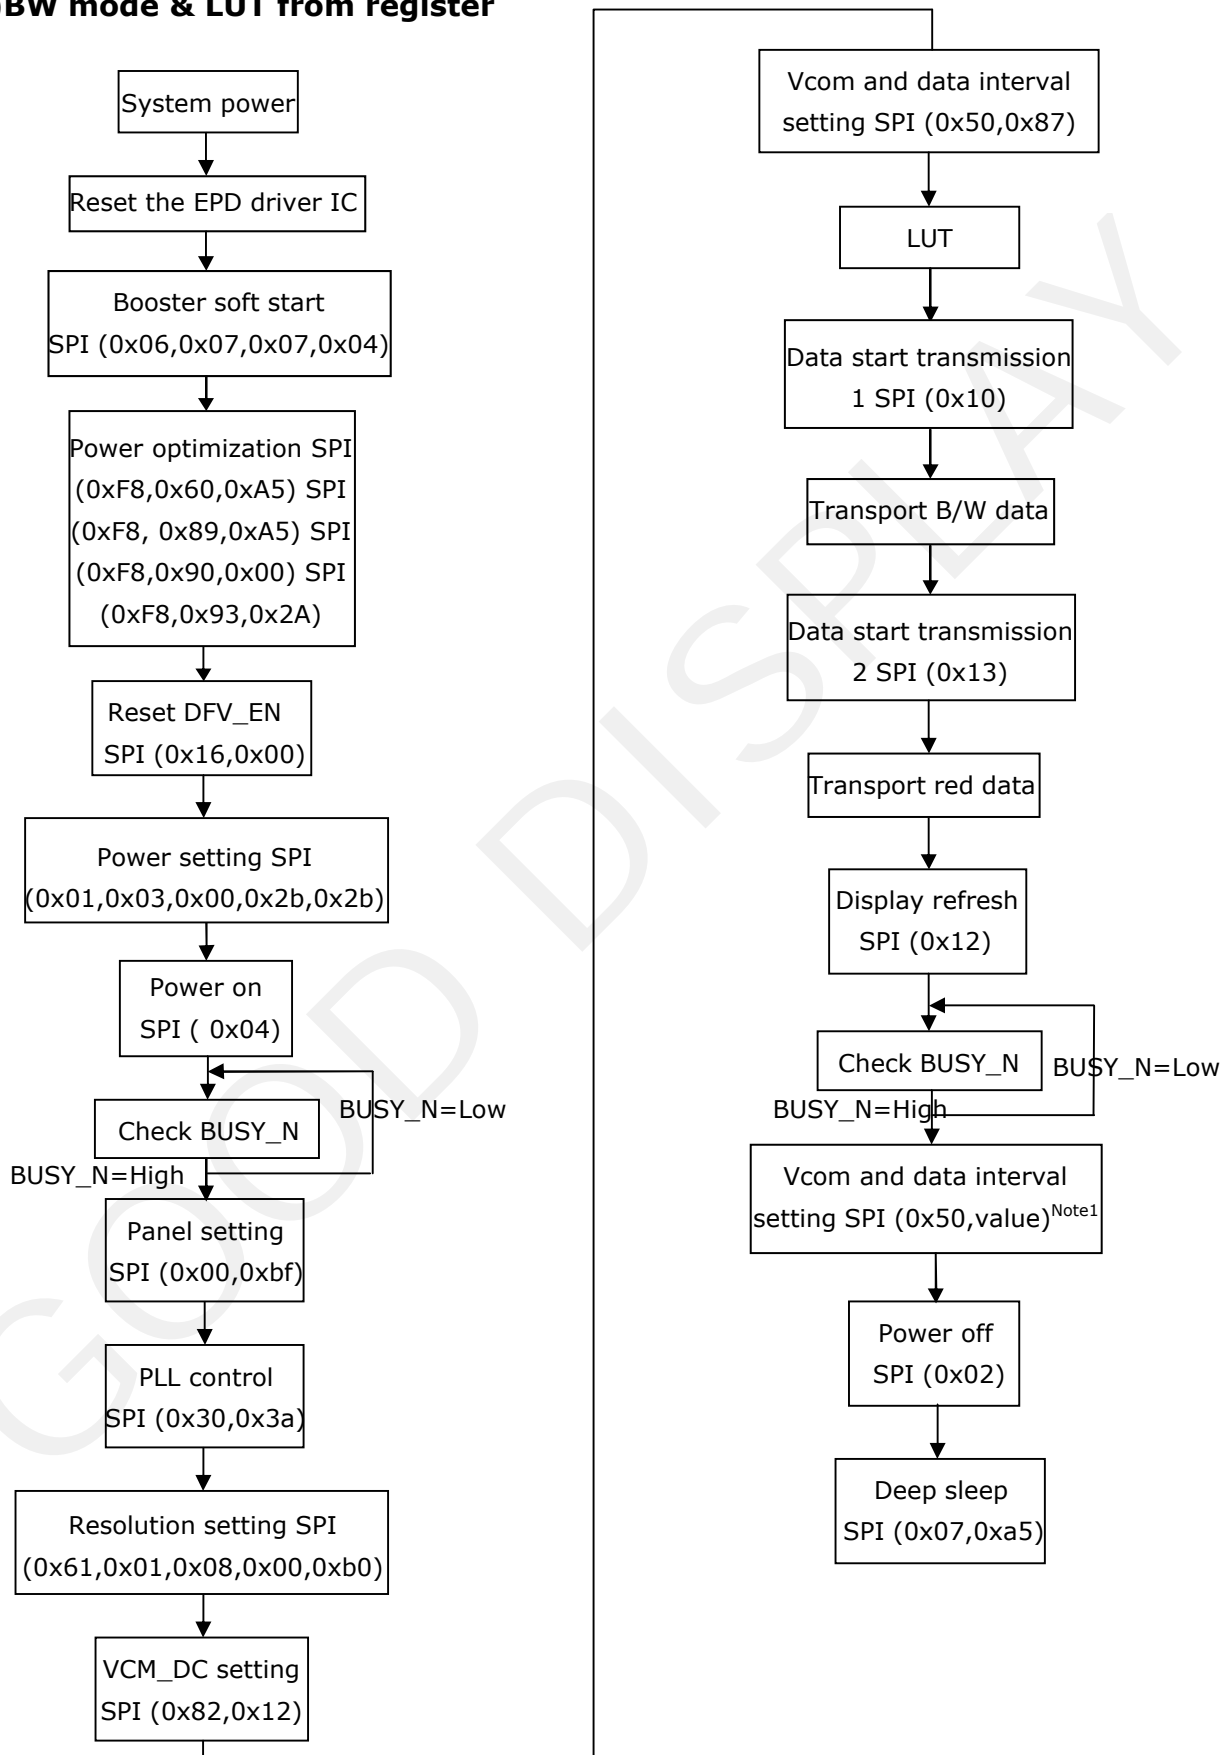 BW mode & LUT from register
System power
Reset the EPD driver IC
Booster soft start
SPI (0x06,0x07,0x07,0x04)
Power optimization SPI
(0xF8,0x60,0xA5) SPI
(0xF8, 0x89,0xA5) SPI
(0xF8,0x90,0x00) SPI
(0xF8,0x93,0x2A)
Reset DFV_EN
SPI (0x16,0x00)
Power setting SPI
(0x01,0x03,0x00,0x2b,0x2b)
Power on
SPI ( 0x04)
Check BUSY_N
BUSY_N=Low
BUSY_N=High
Panel setting
SPI (0x00,0xbf)
PLL control
SPI (0x30,0x3a)
Resolution setting SPI
(0x61,0x01,0x08,0x00,0xb0)
VCM_DC setting
SPI (0x82,0x12)
Vcom and data interval
setting SPI (0x50,0x87)
LUT
Data start transmission
1 SPI (0x10)
Transport B/W data
Data start transmission
2 SPI (0x13)
Transport red data
Display refresh
SPI (0x12)
Check BUSY_N
BUSY_N=Low
BUSY_N=High
Vcom and data interval
setting SPI (0x50,value)Note1
Power off
SPI (0x02)
Deep sleep
SPI (0x07,0xa5)
GOOD DISPLAY